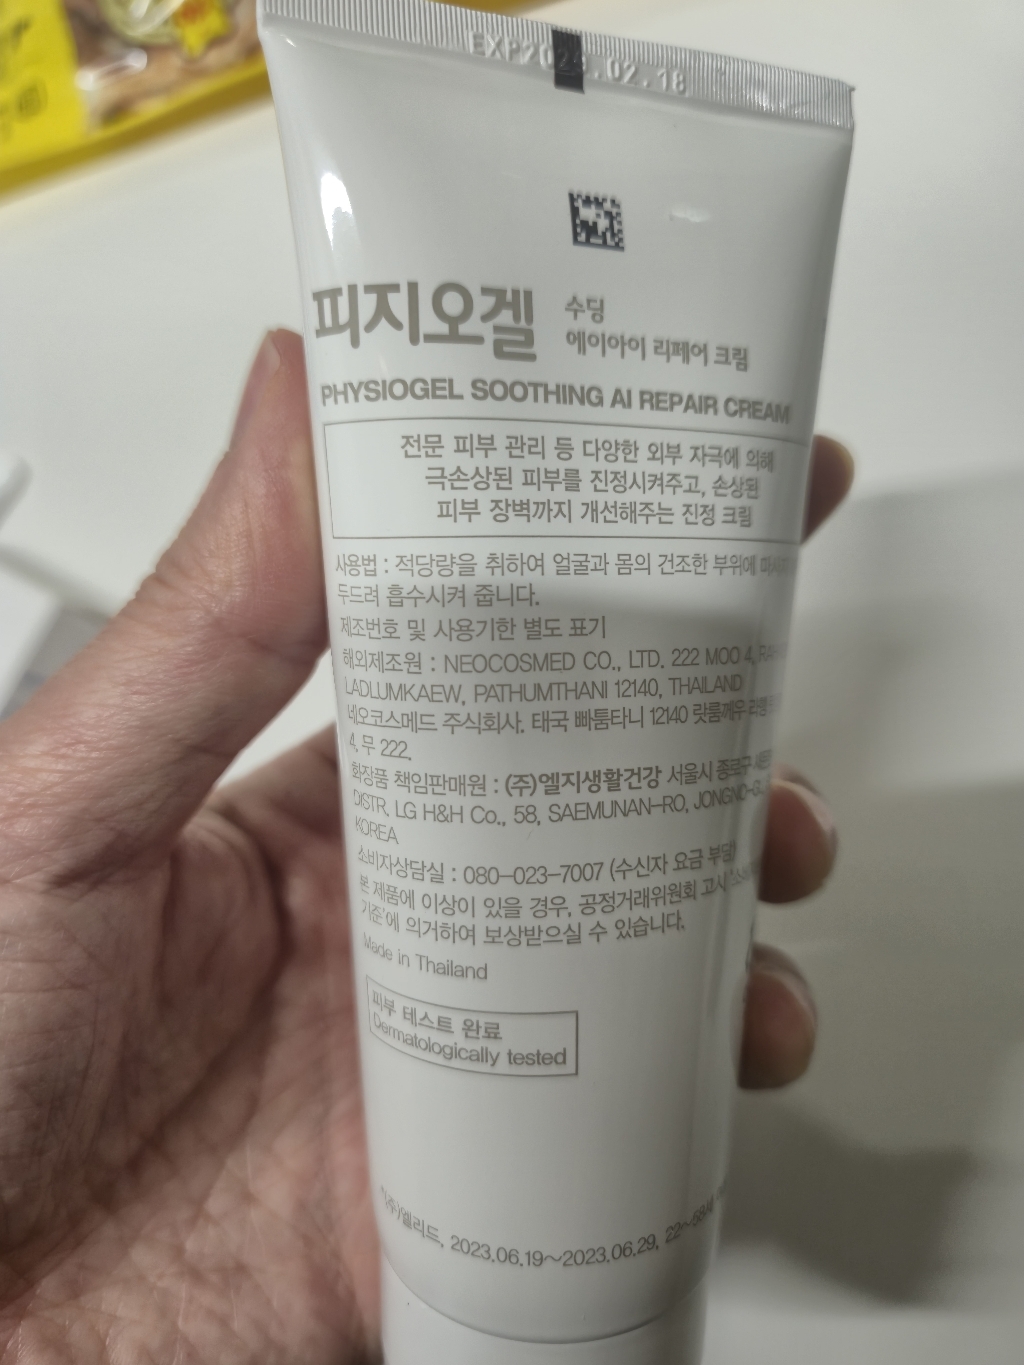 .02.18
피지오겔
수딩
에이아이 리페어 크림
PHYSIOGEL SOOTHING AI REPAIR CREAM
전문 피부 관리 등 다양한 외부 자극에 의해
극손상된 피부를 진정시켜주고, 손상된
피부 장벽까지 개선해주는 진정 크림
사용법 : 적당량을 취하여 얼굴과 몸의 건조한 부위에
두드려 흡수시켜 줍니다.
제조번호 및 사용기한 별도 표기
해외제조원 : NEOCOSMED CO., LTD. 222 MOO 4,
LADLUMKAEW, PATHUMTHANI 12140, THAILAND
네오코스메드 주식회사. 태국 빠툼타니 12140 랏룸깨우
4, 무 222.
화장품 책임판매원 : (주)엘지생활건강 서울시 종로구
DISTR. LG H&H Co., 58, SAEMUNAN-RO, JONGNO-GU,
KOREA
소비자상담실 : 080-023-7007 (수신자 요금 부담)
본 제품에 이상이 있을 경우, 공정거래위원회 고시
기준'에 의거하여 보상받으실 수 있습니다.
Made in Thailand
피부 테스트 완료
Dermatologically tested
*(주)엘리드, 2023.06.19~2023.06.29, 22~